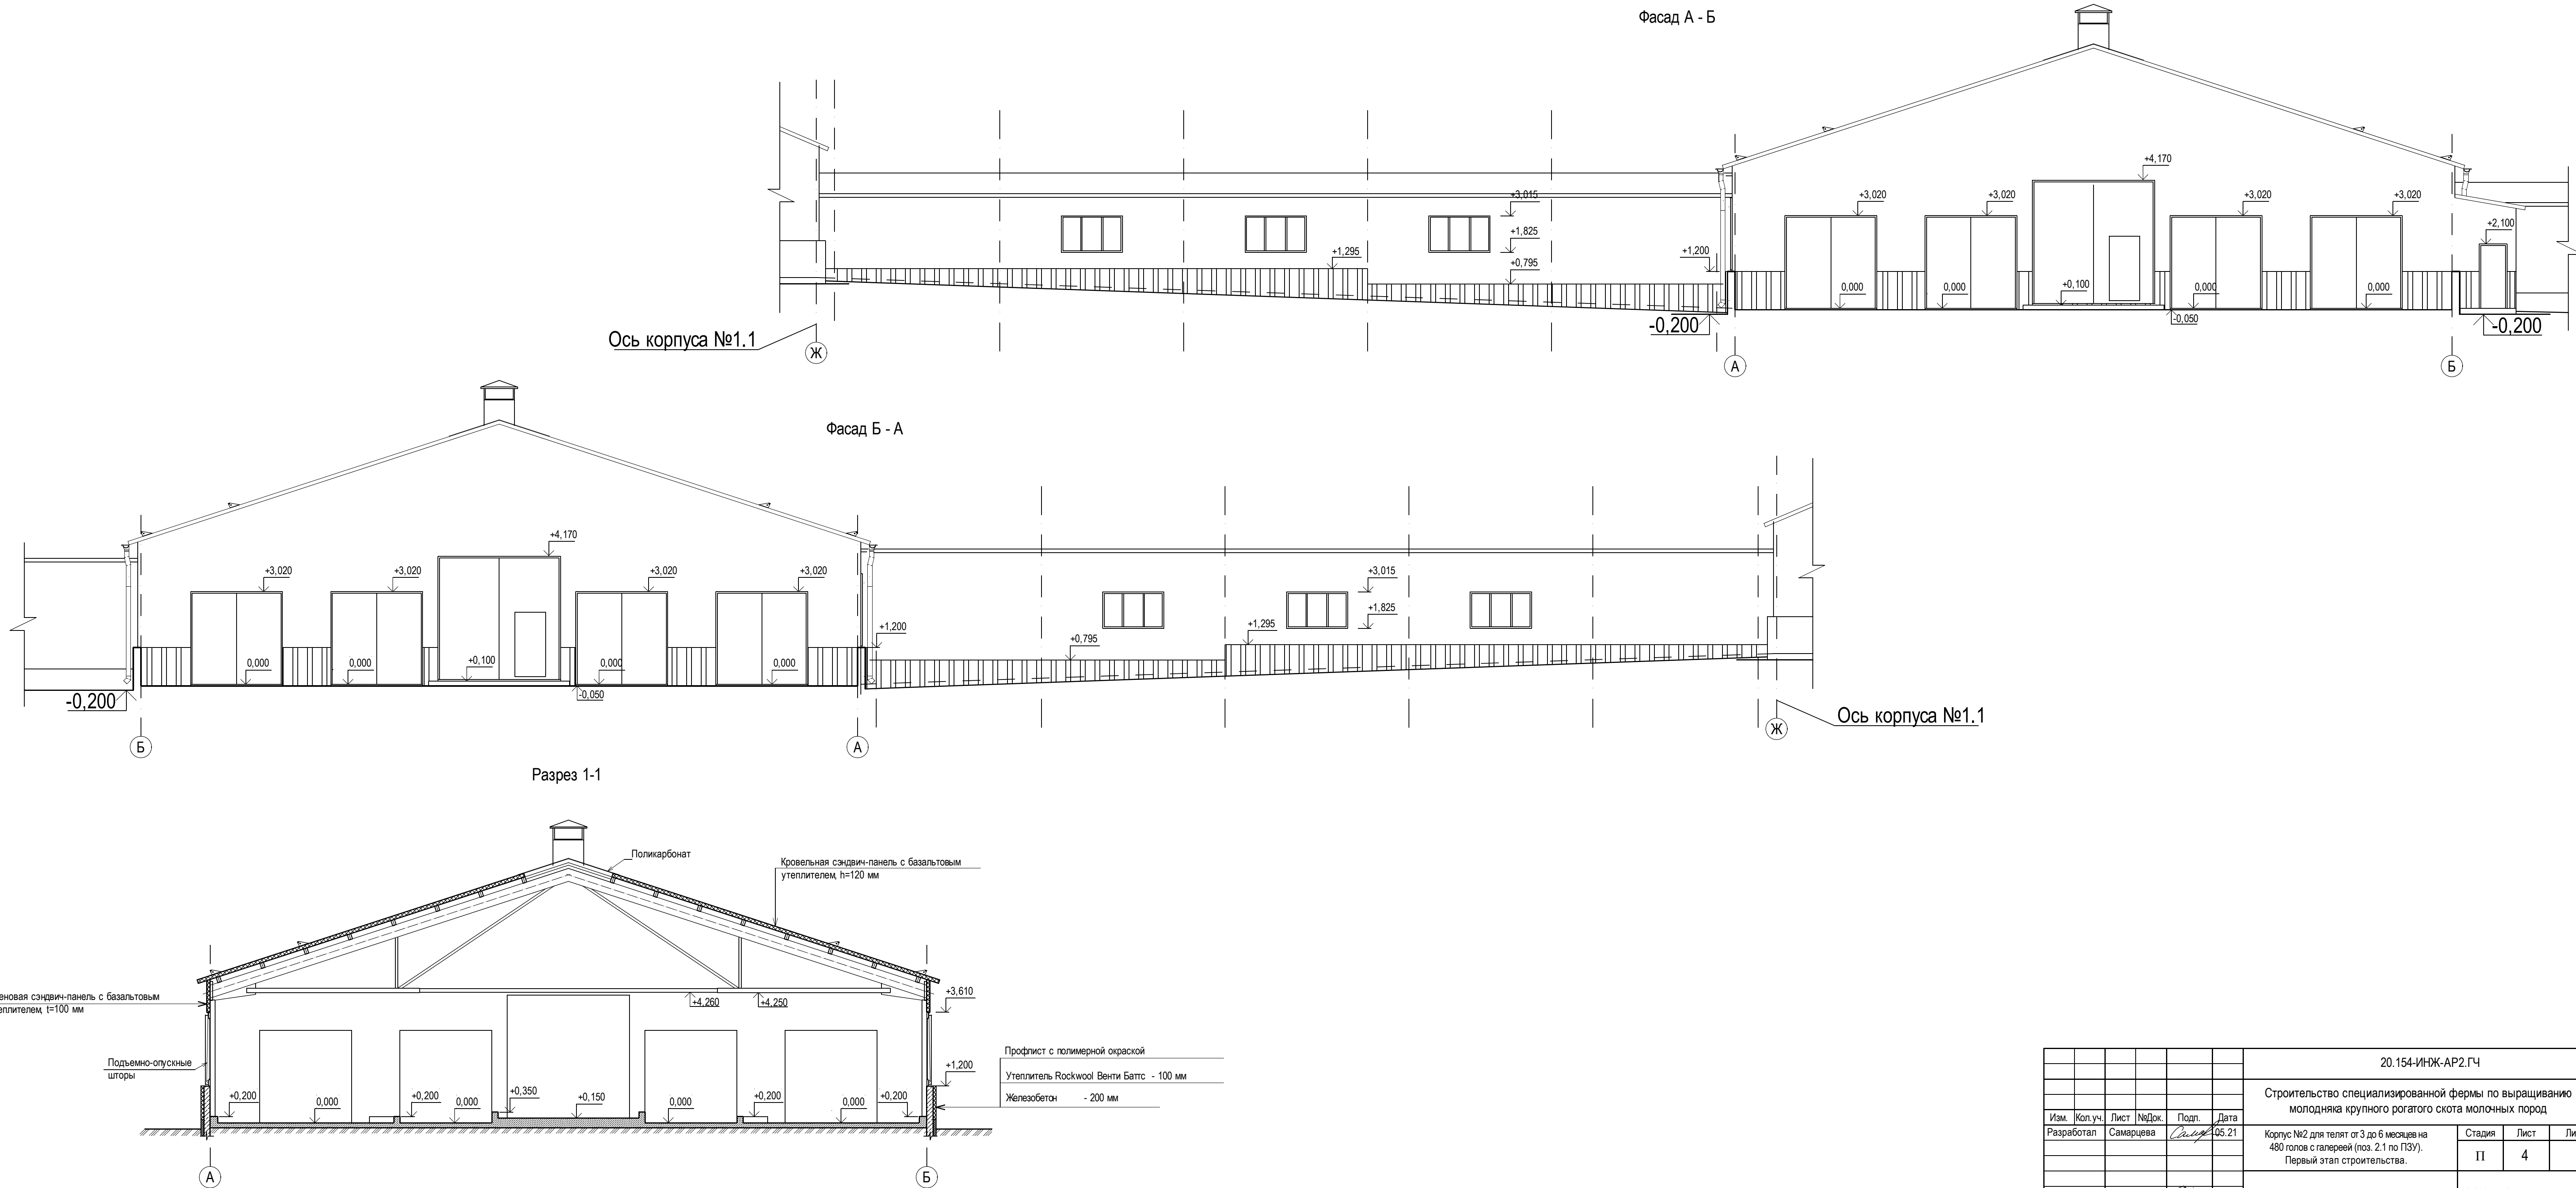 Фасад А - Б
+4,170
+3,020
+3,020
+3,020
+3,020
+3,015
+2,100
+1,825
+1,295
+1,200
+0,795
0,000
0,000
+0,100
0,000
0,000
-0,050
-0,200
-0,200
Ось корпуса №1.1
Ж
А
Б
Фасад Б - А
+4,170
+3,020
+3,020
+3,020
+3,020
+3,015
+1,825
+1,200
+1,295
+0,795
0,000
0,000
+0,100
0,000
0,000
-0,050
-0,200
Ось корпуса №1.1
Б
А
Ж
Разрез 1-1
Поликарбонат
Кровельная сэндвич-панель с базальтовым
утеплителем, h=120 мм
сэндвич-панель с базальтовым
t=100 мм
+4,260
+4,250
+3,610
Подъемно-опускные
шторы
+1,200
+0,200
0,000
+0,200
0,000
+0,350
+0,150
0,000
+0,200
0,000
+0,200
Профлист с полимерной окраской
Утеплитель Rockwool Венти Баттс - 100 мм
Железобетон - 200 мм
А
Б
20.154-ИНЖ-АР2.ГЧ
Строительство специализированной фермы по выращиванию
молодняка крупного рогатого скота молочных пород
Изм. Кол.уч. Лист №Док. Подп. Дата
Разработал Самарцева 05.21
Корпус №2 для телят от 3 до 6 месяцев на
480 голов с галереей (поз. 2.1 по ПЗУ).
Первый этап строительства.
Стадия Лист
П 4